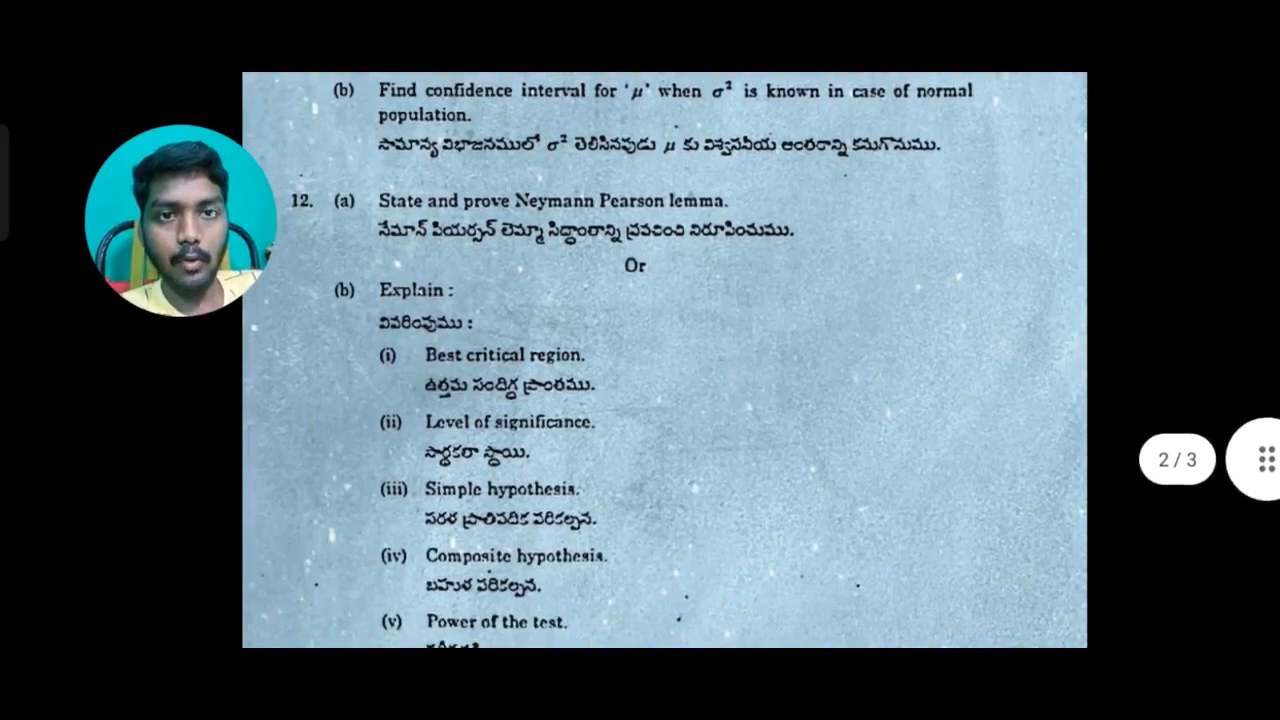 (b) Find confidence interval for 'μ' when σ² is known in case of normal
population.
సామాన్య విభాజనములో σ² తెలిసినపుడు μ కు విశ్వసనీయ అంతరాన్ని కనుగొనుము.
12. (a) State and prove Neymann Pearson lemma.
నేమాన్ పియర్సన్ లెమ్మా సిద్ధాంతాన్ని ప్రవచించి నిరూపించుము.
Or
(b) Explain :
వివరింపుము :
(i) Best critical region.
ఉత్తమ సందిగ్ధ ప్రాంతము.
(ii) Level of significance.
సార్థకతా స్థాయి.
(iii) Simple hypothesis.
సరళ ప్రాతిపదిక పరికల్పన.
(iv) Composite hypothesis.
బహుళ పరికల్పన.
(v) Power of the test.
2 / 3